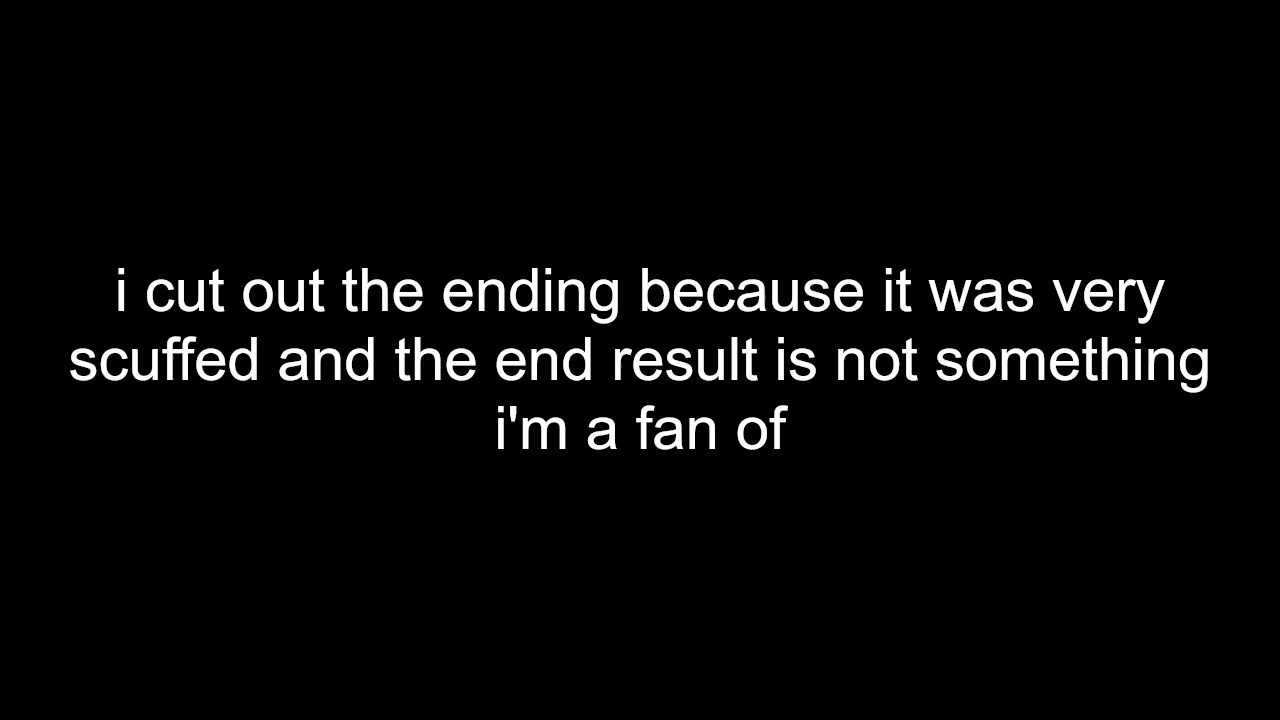 i cut out the ending because it was very
scuffed and the end result is not something
i'm a fan of